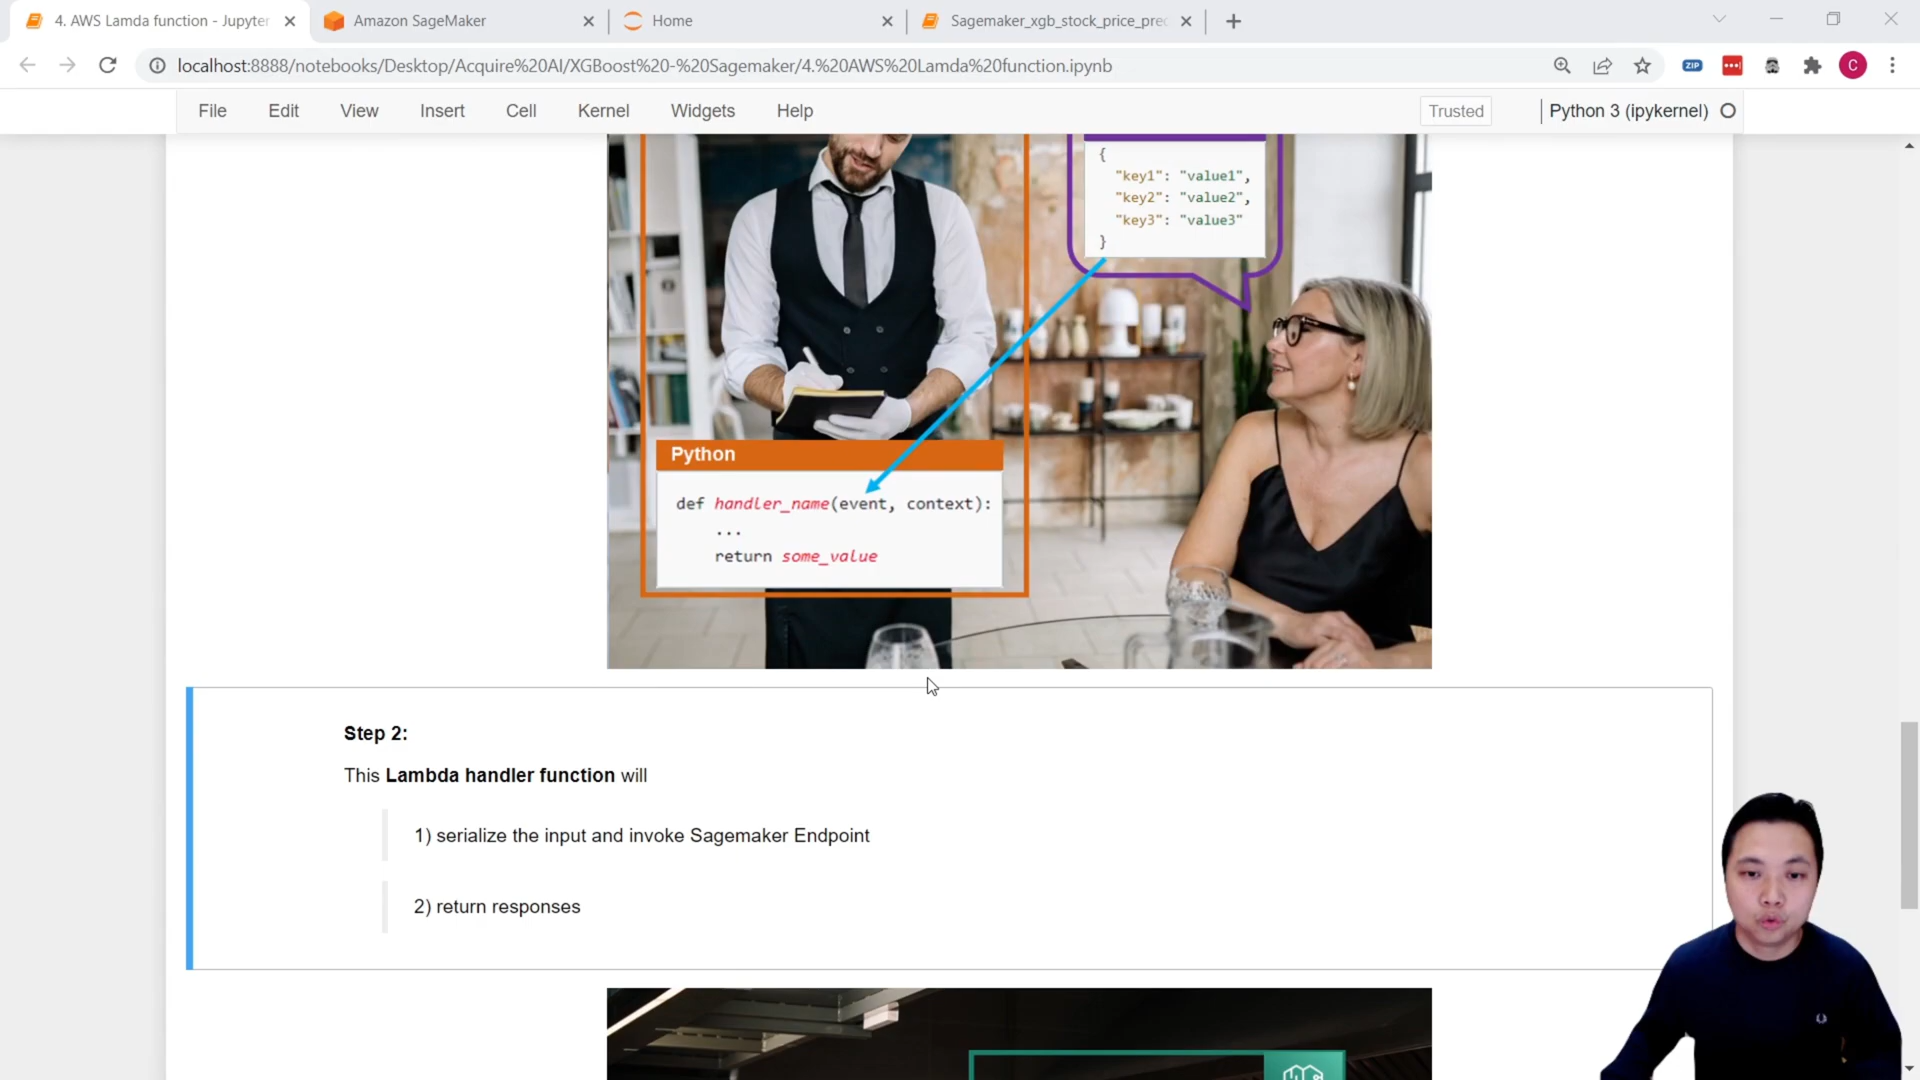 4. AWS Lamda function - Jupyter
Amazon SageMaker
Home
Sagemaker_xgb_stock_price_prec
localhost:8888/notebooks/Desktop/Acquire%20AI/XGBoost%20-%20Sagemaker/4.%20AWS%20Lamda%20function.ipynb
ZIP
C
File Edit View Insert Cell Kernel Widgets Help
Trusted
Python 3 (ipykernel)
{
"key1": "value1",
"key2": "value2",
"key3": "value3"
}
Python
def handler_name(event, context):
...
return some_value
Step 2:
This Lambda handler function will
1) serialize the input and invoke Sagemaker Endpoint
2) return responses